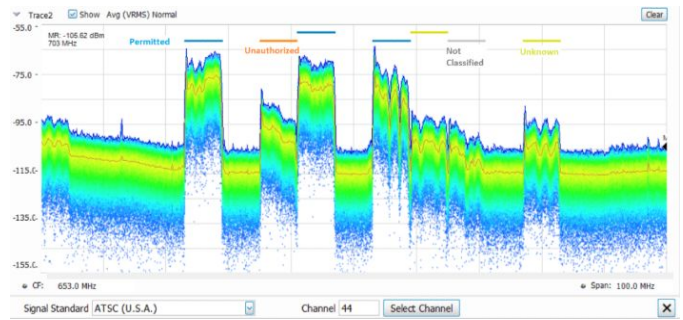 Trace2 Show Avg (VRMS) Normal Clear
-55.0
MR: -106.62 dBm
703 MHz
Permitted
Unauthorized
Not
Classified
Unknown
-75.0
-95.0
-115.0
-135.0
-155.0
CF: 653.0 MHz Span: 100.0 MHz
Signal Standard ATSC (U.S.A.) Channel 44 Select Channel